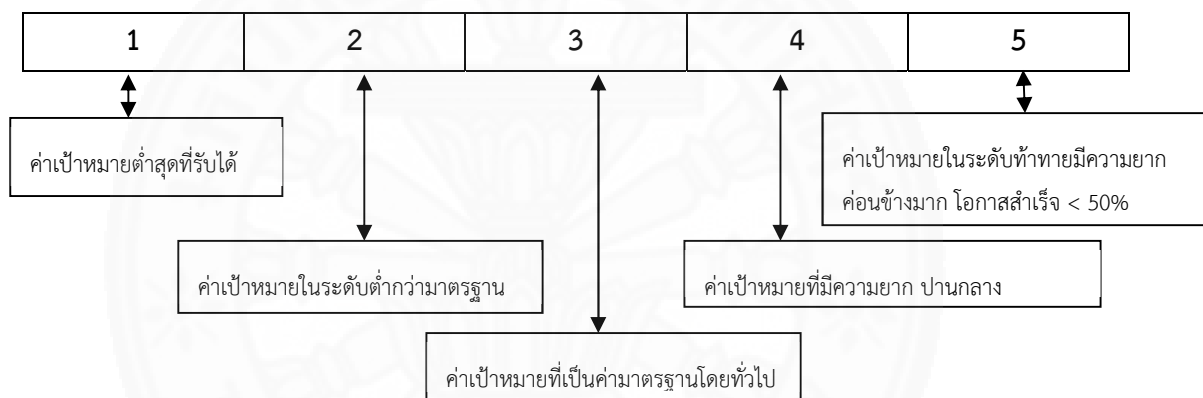 1 2 3 4 5
ค่าเป้าหมายต่ำสุดที่รับได้
ค่าเป้าหมายในระดับท้าทายมีความยาก
ค่อนข้างมาก โอกาสสำเร็จ < 50%
ค่าเป้าหมายในระดับต่ำกว่ามาตรฐาน
ค่าเป้าหมายที่มีความยาก ปานกลาง
ค่าเป้าหมายที่เป็นค่ามาตรฐานโดยทั่วไป